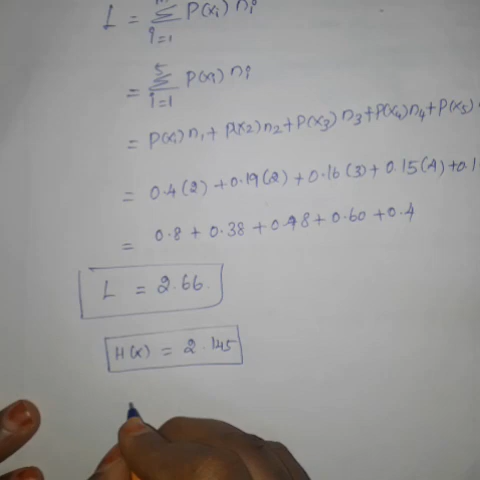 L = Σ P(xi) ni
i=1
= 5 Σ i=1 P(xi) ni
= P(x1) n1 + P(x2) n2 + P(x3) n3 + P(x4) n4 + P(x5)
= 0.4(2) + 0.19(2) + 0.16(3) + 0.15(4) + 0.1
= 0.8 + 0.38 + 0.48 + 0.60 + 0.4
L = 2.66
H(x) = 2.145